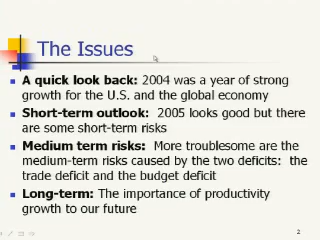 The Issues
A quick look back: 2004 was a year of strong
growth for the U.S. and the global economy
Short-term outlook: 2005 looks good but there
are some short-term risks
Medium term risks: More troublesome are the
medium-term risks caused by the two deficits: the
trade deficit and the budget deficit
Long-term: The importance of productivity
growth to our future
2